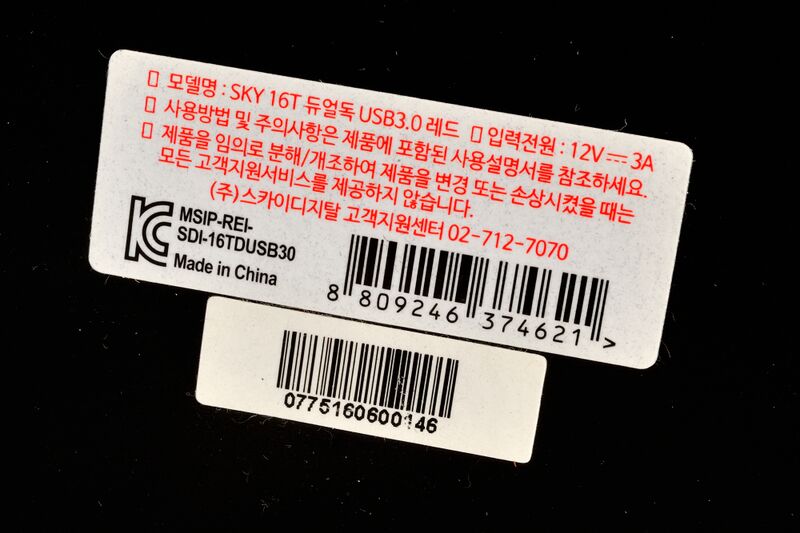 ▯ 모델명 : SKY 16T 듀얼독 USB3.0 레드 ▯ 입력전원 : 12V⎓3A
▯ 사용방법 및 주의사항은 제품에 포함된 사용설명서를 참조하세요.
▯ 제품을 임의로 분해/개조하여 제품을 변경 또는 손상시켰을 때는
모든 고객지원서비스를 제공하지 않습니다.
(주)스카이디지탈 고객지원센터 02-712-7070
MSIP-REI-
SDI-16TDUSB30
Made in China
8 809246 374621 >
0775160600146